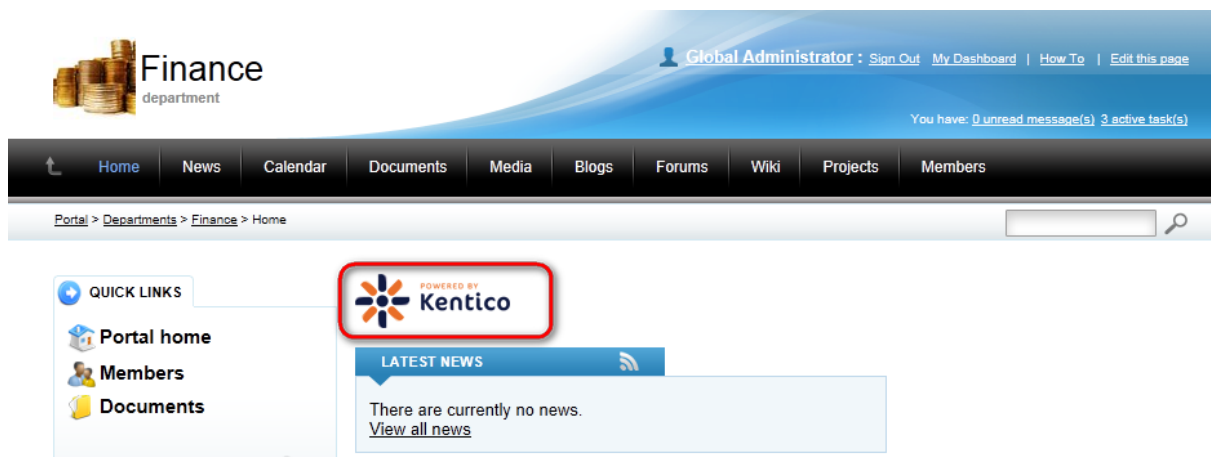 Finance
department
Global Administrator : Sign Out My Dashboard | How To | Edit this page
You have: 0 unread message(s) 3 active task(s)
Home News Calendar Documents Media Blogs Forums Wiki Projects Members
Portal > Departments > Finance > Home
QUICK LINKS
Portal home
Members
Documents
POWERED BY
Kentico
LATEST NEWS
There are currently no news.
View all news